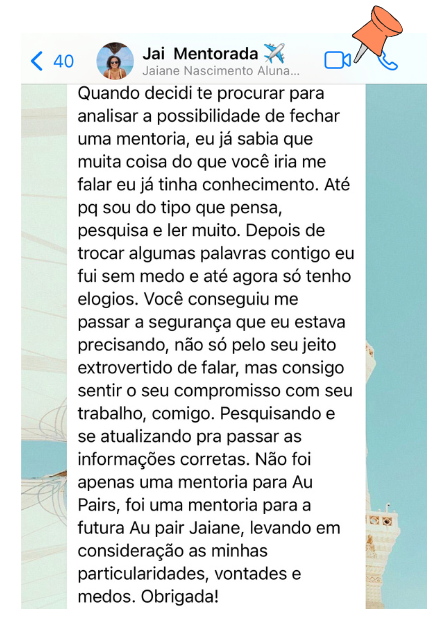 40
Jai Mentorada ✈️
Jaiane Nascimento Aluna...
Quando decidi te procurar para
analisar a possibilidade de fechar
uma mentoria, eu já sabia que
muita coisa do que você iria me
falar eu já tinha conhecimento. Até
pq sou do tipo que pensa,
pesquisa e ler muito. Depois de
trocar algumas palavras contigo eu
fui sem medo e até agora só tenho
elogios. Você conseguiu me
passar a segurança que eu estava
precisando, não só pelo seu jeito
extrovertido de falar, mas consigo
sentir o seu compromisso com seu
trabalho, comigo. Pesquisando e
se atualizando pra passar as
informações corretas. Não foi
apenas uma mentoria para Au
Pairs, foi uma mentoria para a
futura Au pair Jaiane, levando em
consideração as minhas
particularidades, vontades e
medos. Obrigada!